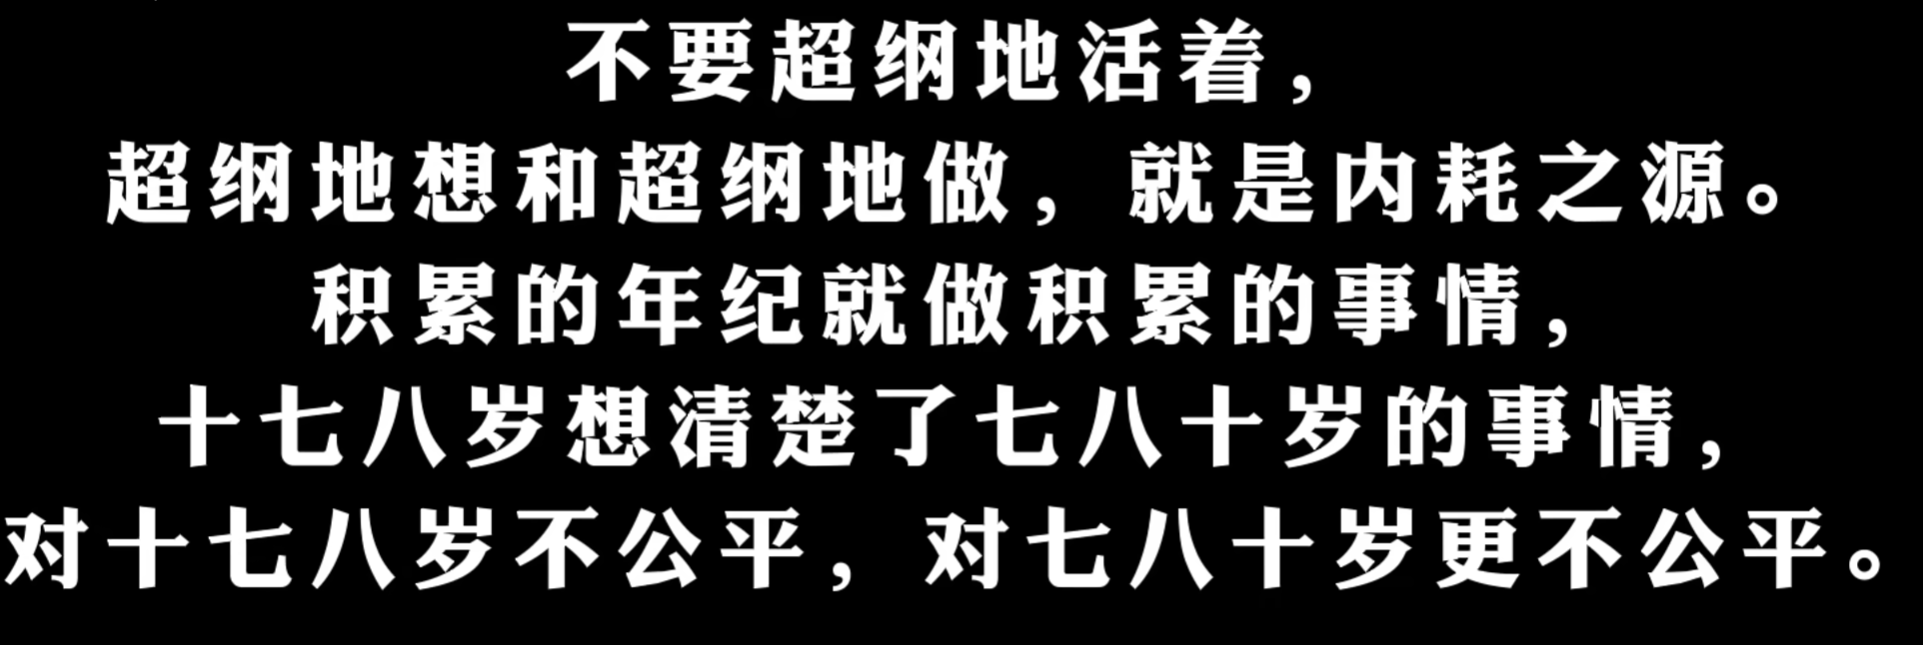 不要超纲地活着，
超纲地想和超纲地做，就是内耗之源。
积累的年纪就做积累的事情，
十七八岁想清楚了七八十岁的事情，
对十七八岁不公平，对七八十岁更不公平。